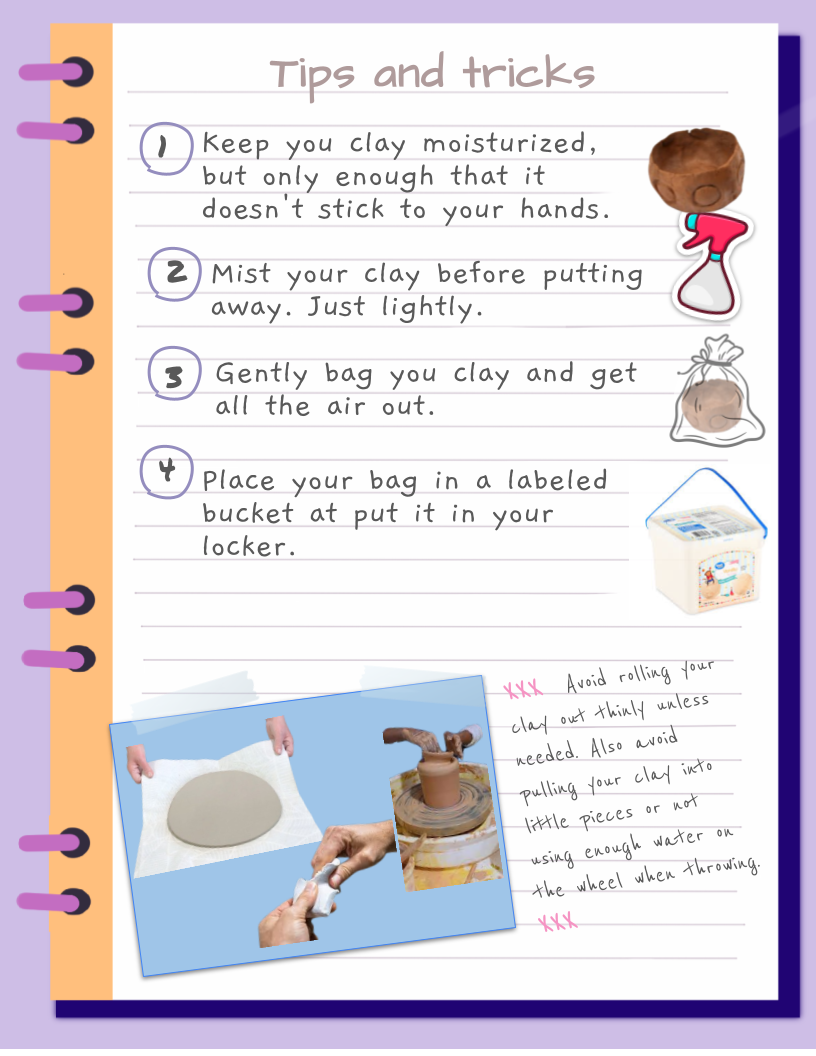 Tips and tricks
1
Keep you clay moisturized,
but only enough that it
doesn't stick to your hands.
2
Mist your clay before putting
away. Just lightly.
3
Gently bag you clay and get
all the air out.
4
Place your bag in a labeled
bucket at put it in your
locker.
XXX Avoid rolling your
clay out thinly unless
needed. Also avoid
pulling your clay into
little pieces or not
using enough water on
the wheel when throwing.
XXX